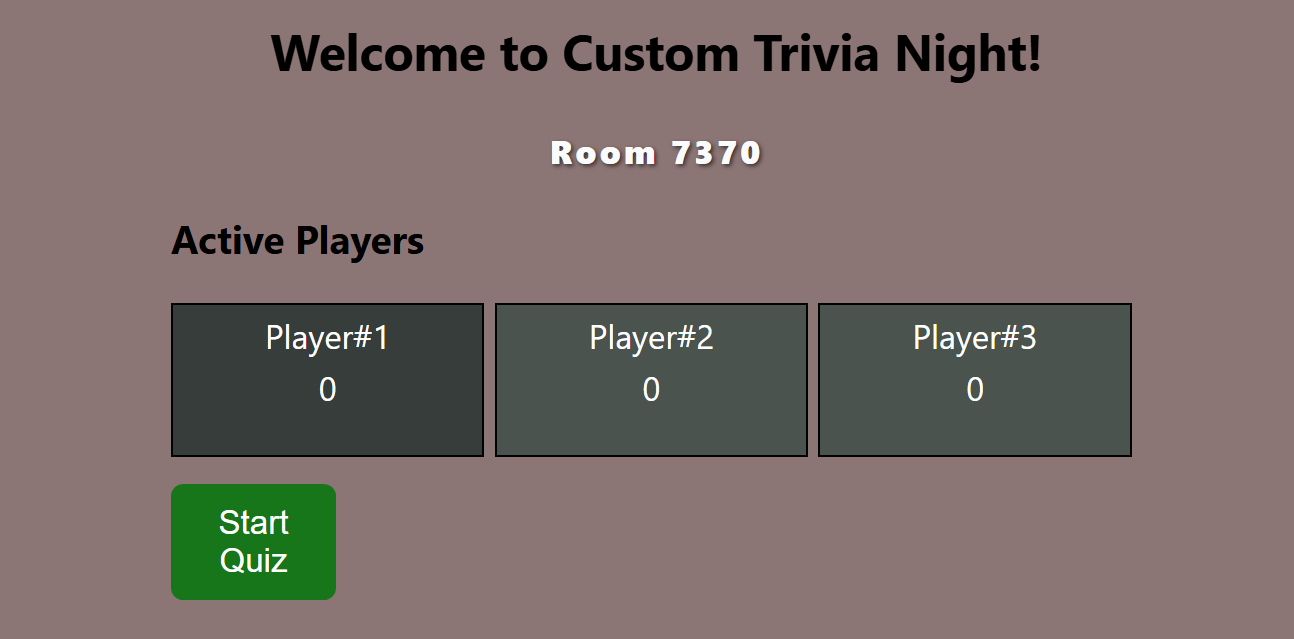 Welcome to Custom Trivia Night!
Room 7370
Active Players
Player#1
0
Player#2
0
Player#3
0
Start
Quiz